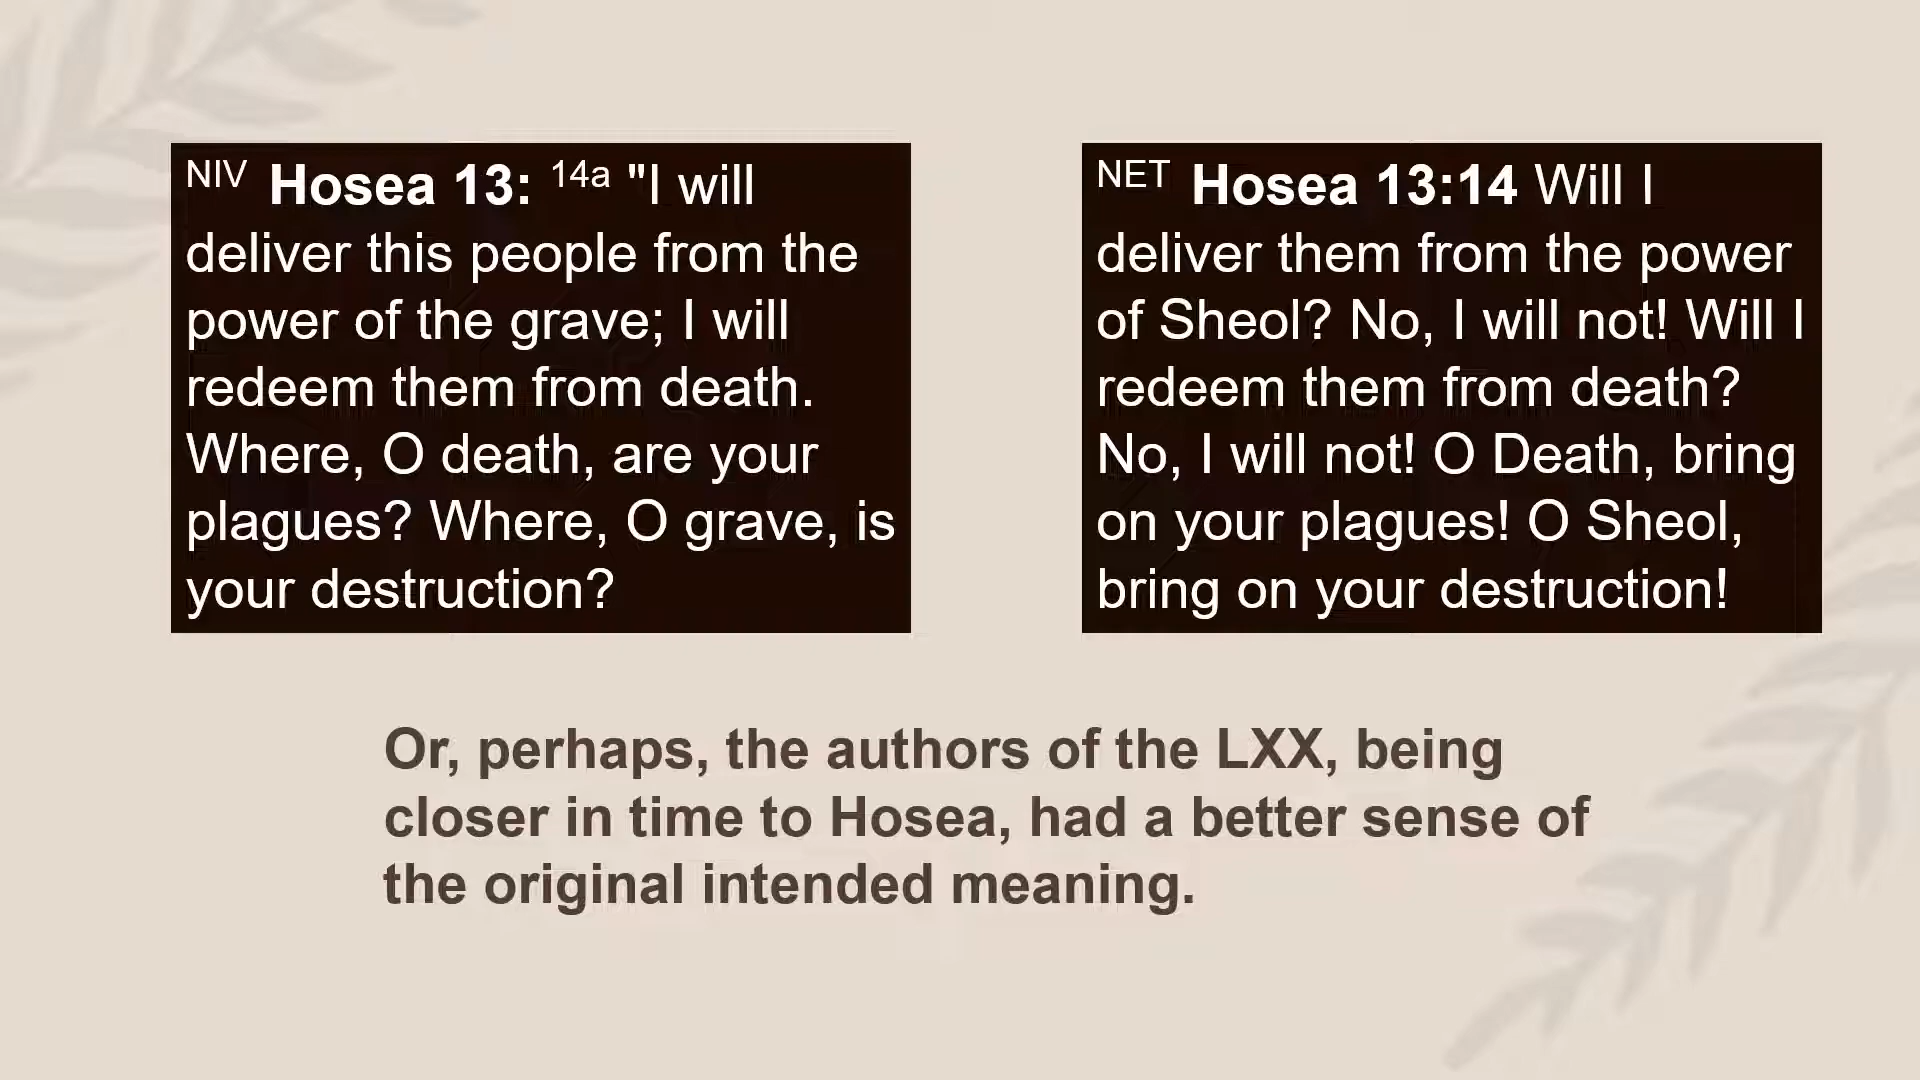 NIV Hosea 13: 14a "I will
deliver this people from the
power of the grave; I will
redeem them from death.
Where, O death, are your
plagues? Where, O grave, is
your destruction?
NET Hosea 13:14 Will I
deliver them from the power
of Sheol? No, I will not! Will I
redeem them from death?
No, I will not! O Death, bring
on your plagues! O Sheol,
bring on your destruction!
Or, perhaps, the authors of the LXX, being
closer in time to Hosea, had a better sense of
the original intended meaning.